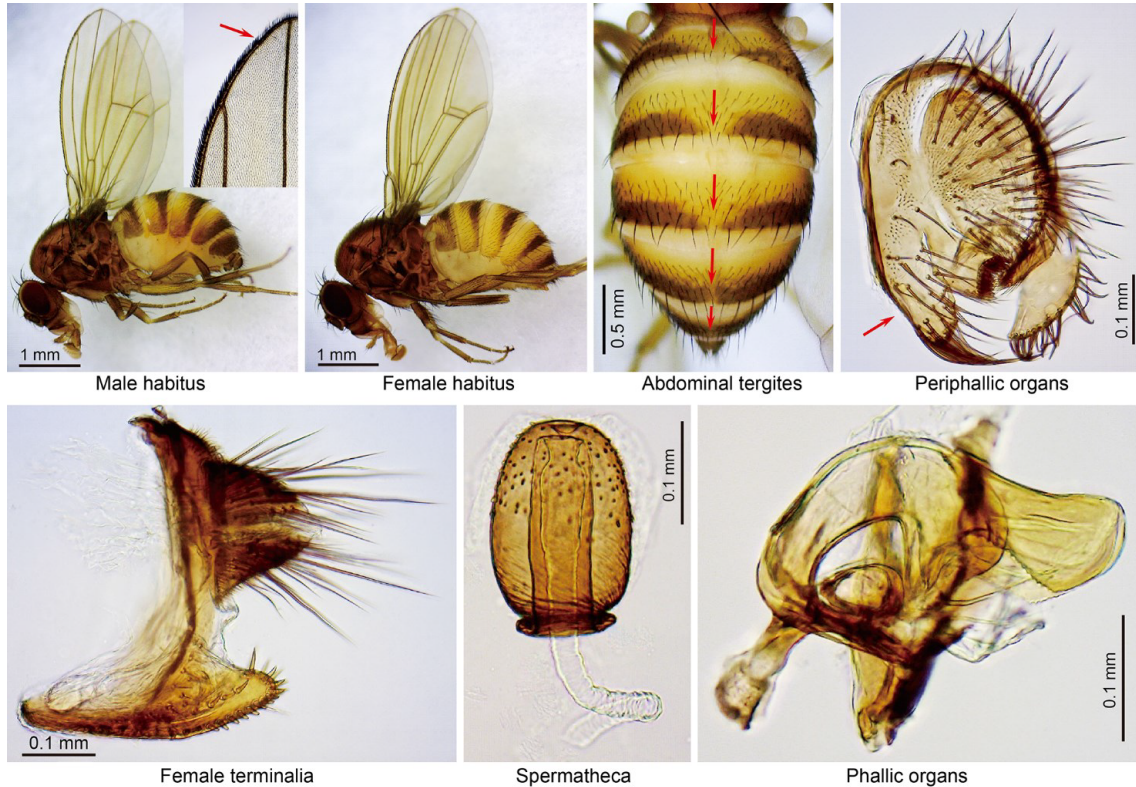 1 mm
1 mm
0.5 mm
0.1 mm
Male habitus
Female habitus
Abdominal tergites
Periphallic organs
0.1 mm
0.1 mm
0.1 mm
Female terminalia
Spermatheca
Phallic organs